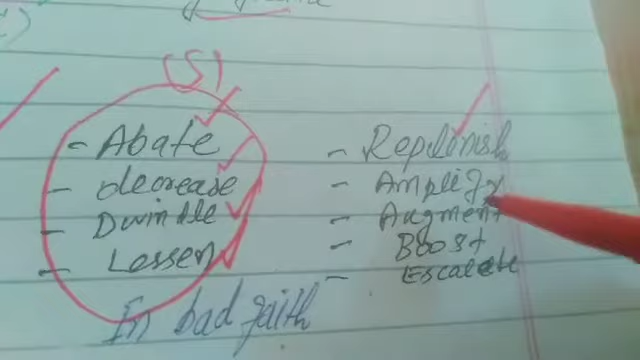 (S)
- Abate - Replenish
- decrease - Amplify
- Dwindle - Augment
- Lessen - Boost
- Escalate
In bad faith